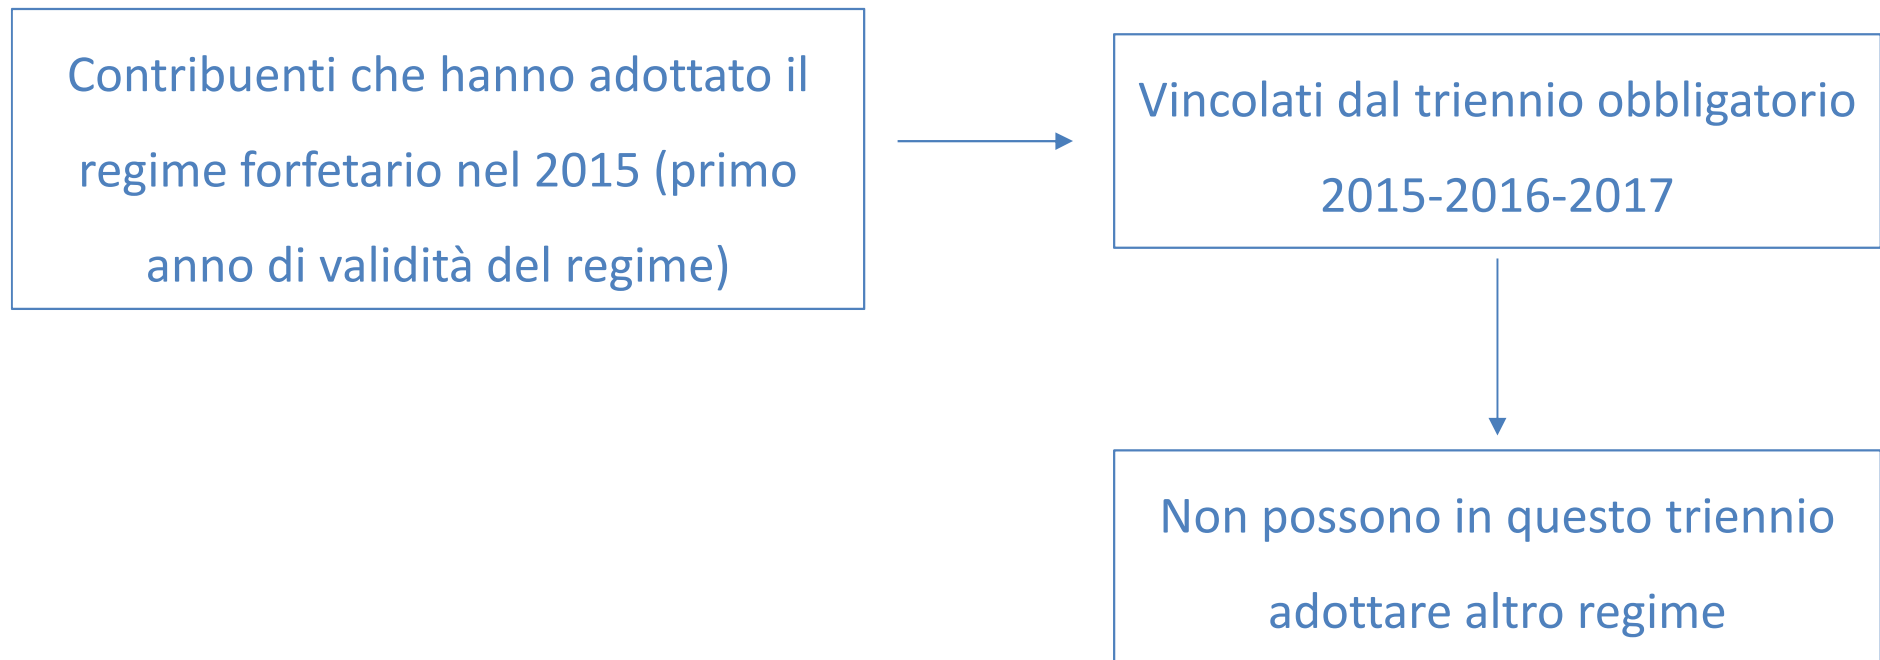 Contribuenti che hanno adottato il
regime forfetario nel 2015 (primo
anno di validità del regime)
Vincolati dal triennio obbligatorio
2015-2016-2017
Non possono in questo triennio
adottare altro regime